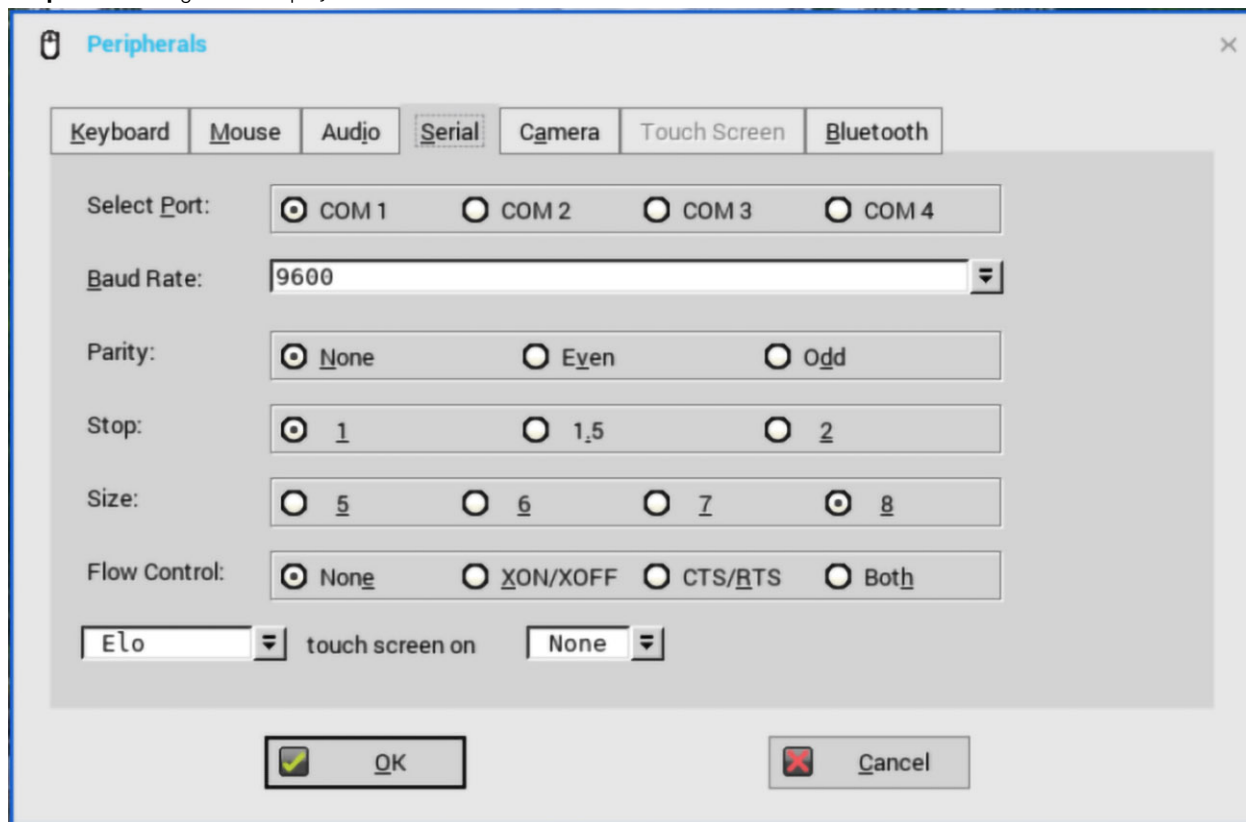 Peripherals
Keyboard Mouse Audio Serial Camera Touch Screen Bluetooth
Select Port: COM 1 COM 2 COM 3 COM 4
Baud Rate: 9600
Parity: None Even Odd
Stop: 1 1.5 2
Size: 5 6 7 8
Flow Control: None XON/XOFF CTS/RTS Both
Elo touch screen on None
OK Cancel